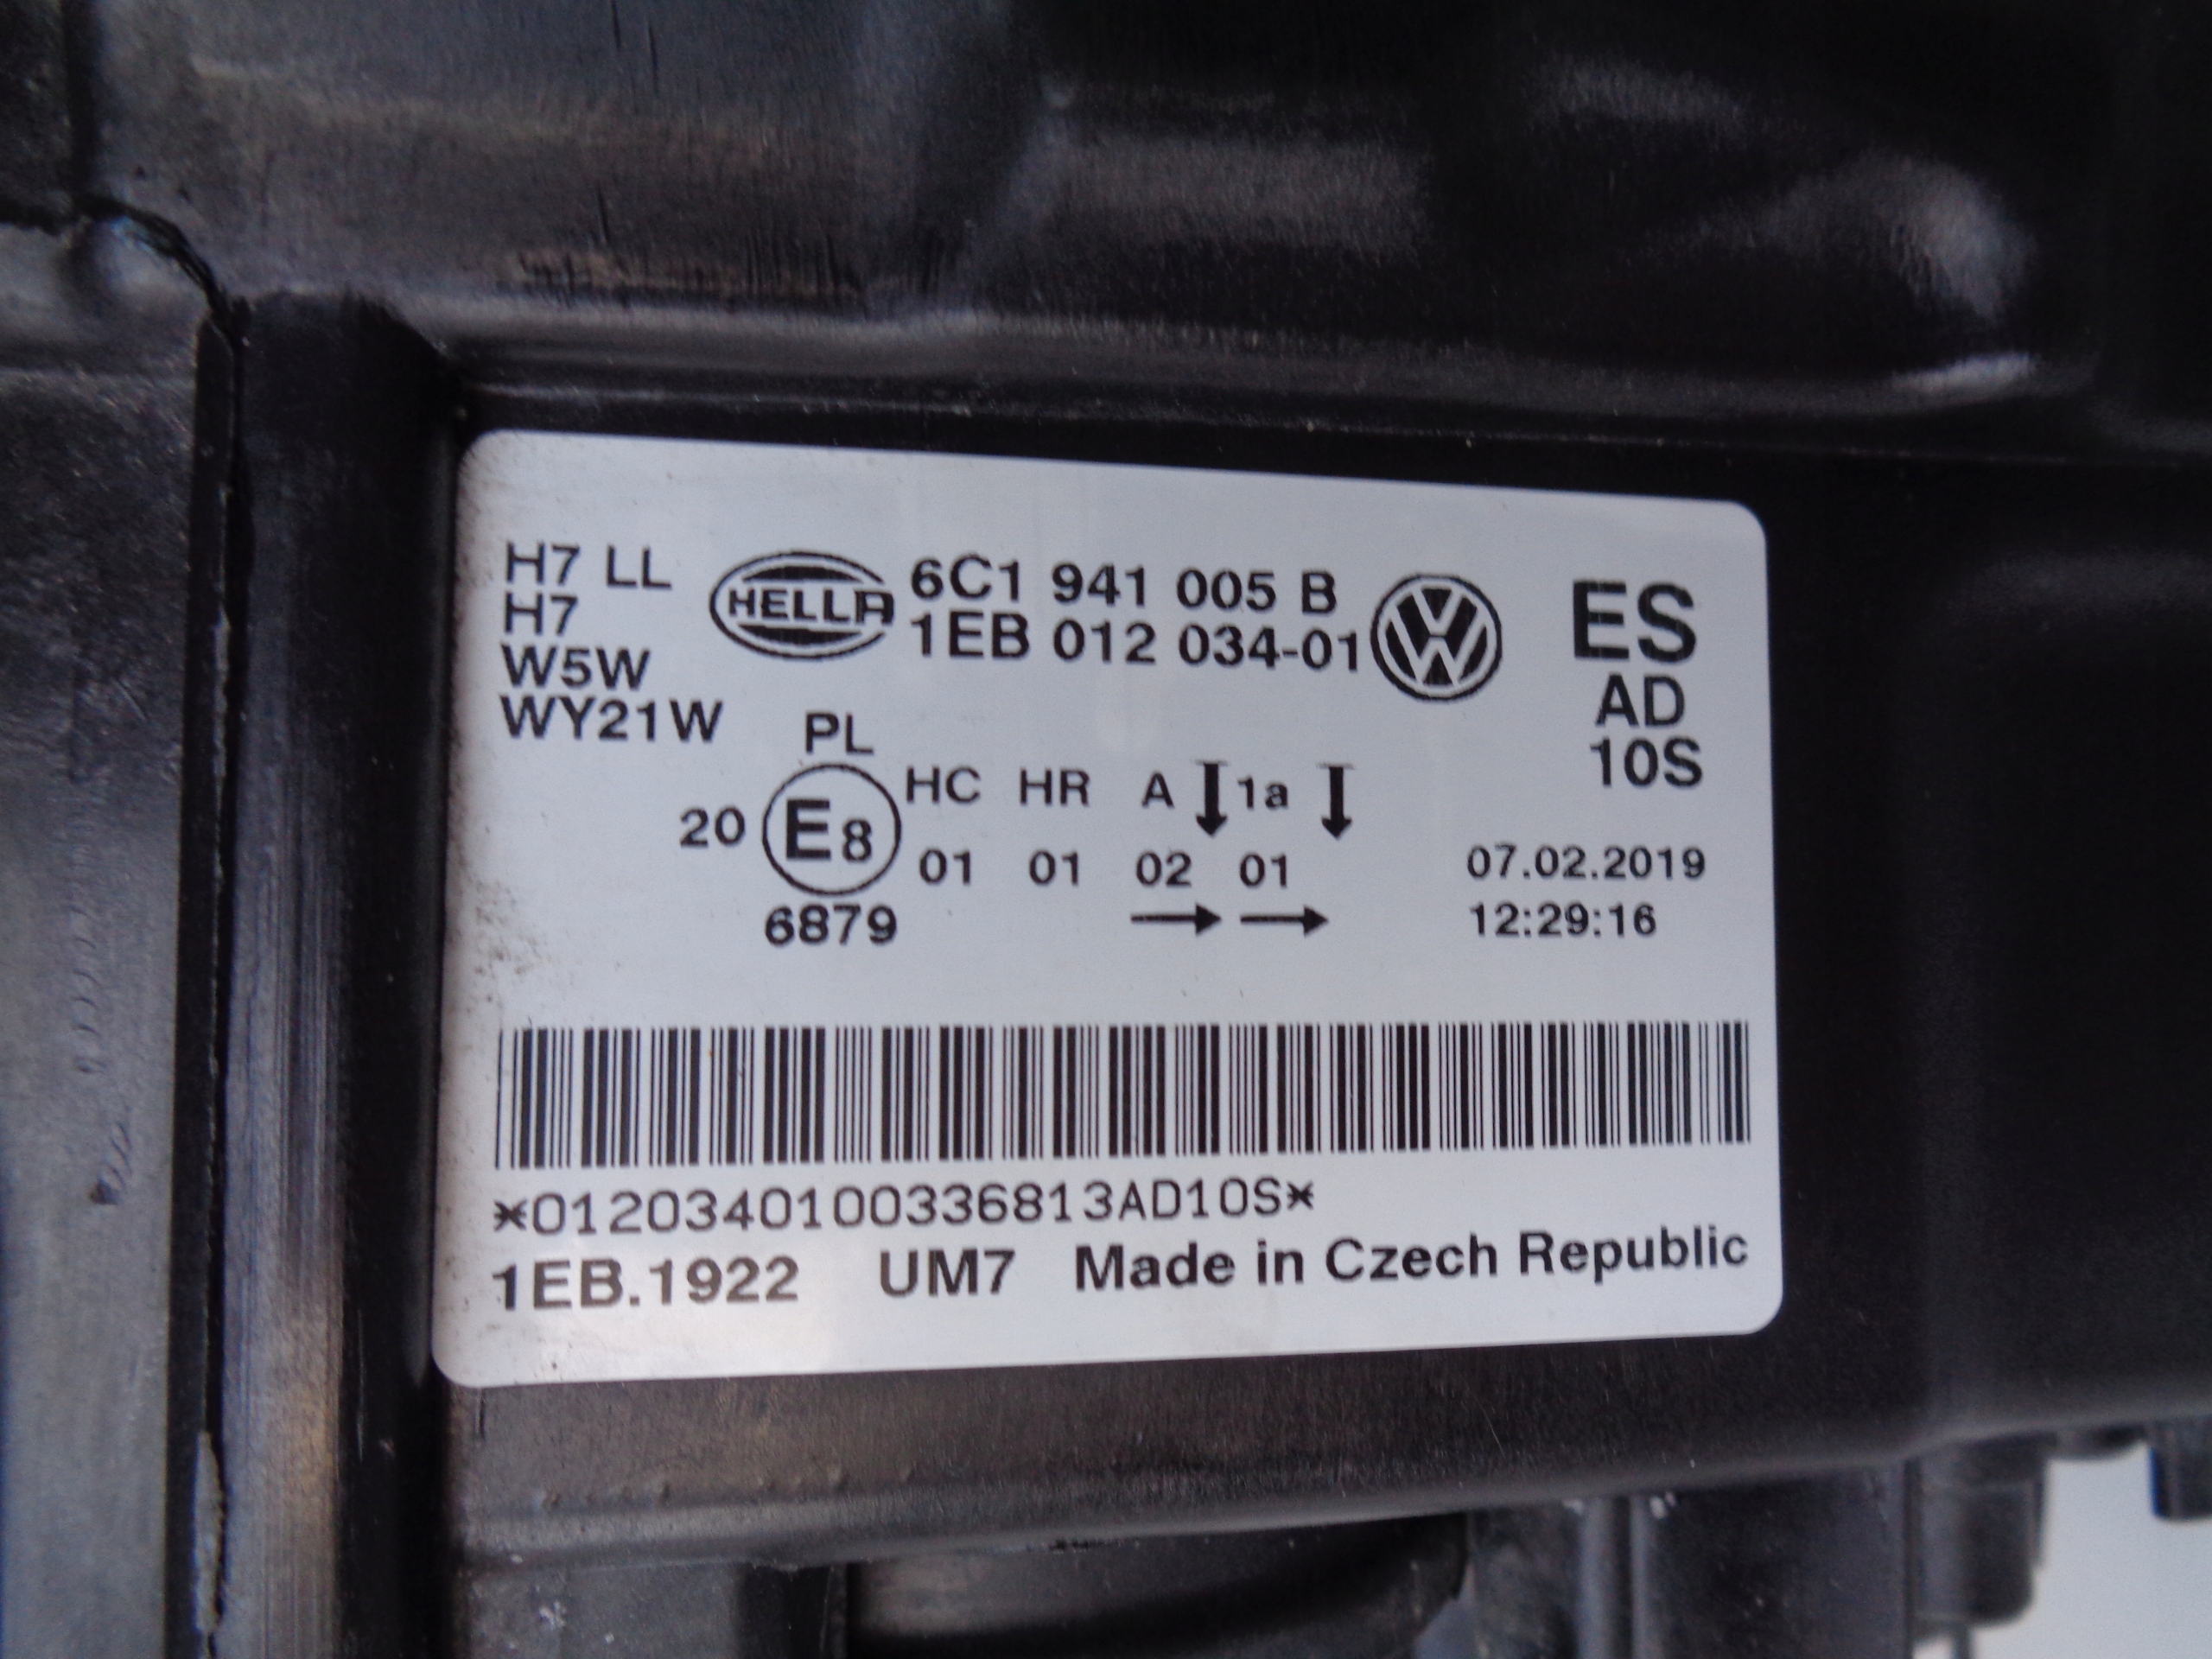 H7 LL
H7
W5W
WY21W
HELLA
6C1 941 005 B
1EB 012 034-01
ES
AD
10S
PL
20 E8 HC HR A 1a
01 01 02 01
6879
07.02.2019
12:29:16
*0120340100336813AD10S*
1EB.1922 UM7 Made in Czech Republic